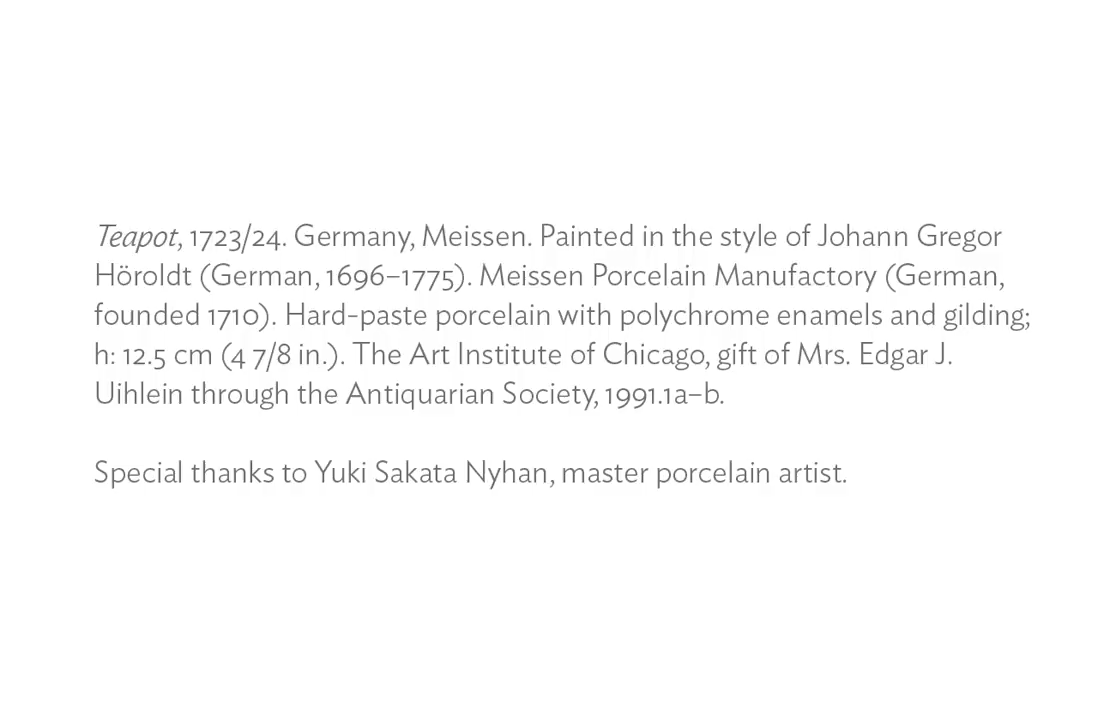 Teapot, 1723/24. Germany, Meissen. Painted in the style of Johann Gregor
Höroldt (German, 1696–1775). Meissen Porcelain Manufactory (German,
founded 1710). Hard-paste porcelain with polychrome enamels and gilding;
h: 12.5 cm (4 7/8 in.). The Art Institute of Chicago, gift of Mrs. Edgar J.
Uihlein through the Antiquarian Society, 1991.1a–b.
Special thanks to Yuki Sakata Nyhan, master porcelain artist.